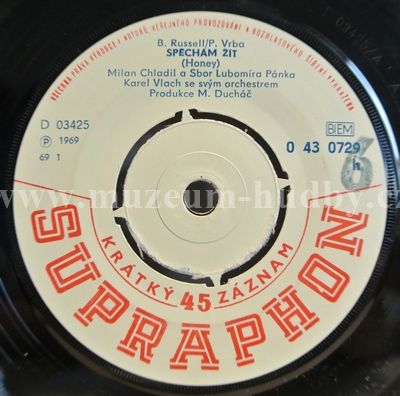 VŠECHNA PRÁVA VÝROBCE I AUTORŮ, VEŘEJNÉHO PROVOZOVÁNÍ A ROZHLASOVÉHO ŠÍŘENÍ VYHRAZENA
B. Russell/P. Vrba
SPĚCHÁM ŽÍT
(Honey)
Milan Chladil a Sbor Lubomíra Pánka
Karel Vlach se svým orchestrem
Produkce M. Ducháč
D 03425
Ⓟ 1969
69 1
BIEM
0 43 0729
h
6
www.muzeum-hudby.cz
KRÁTKÝ 45 ZÁZNAM
SUPRAPHON